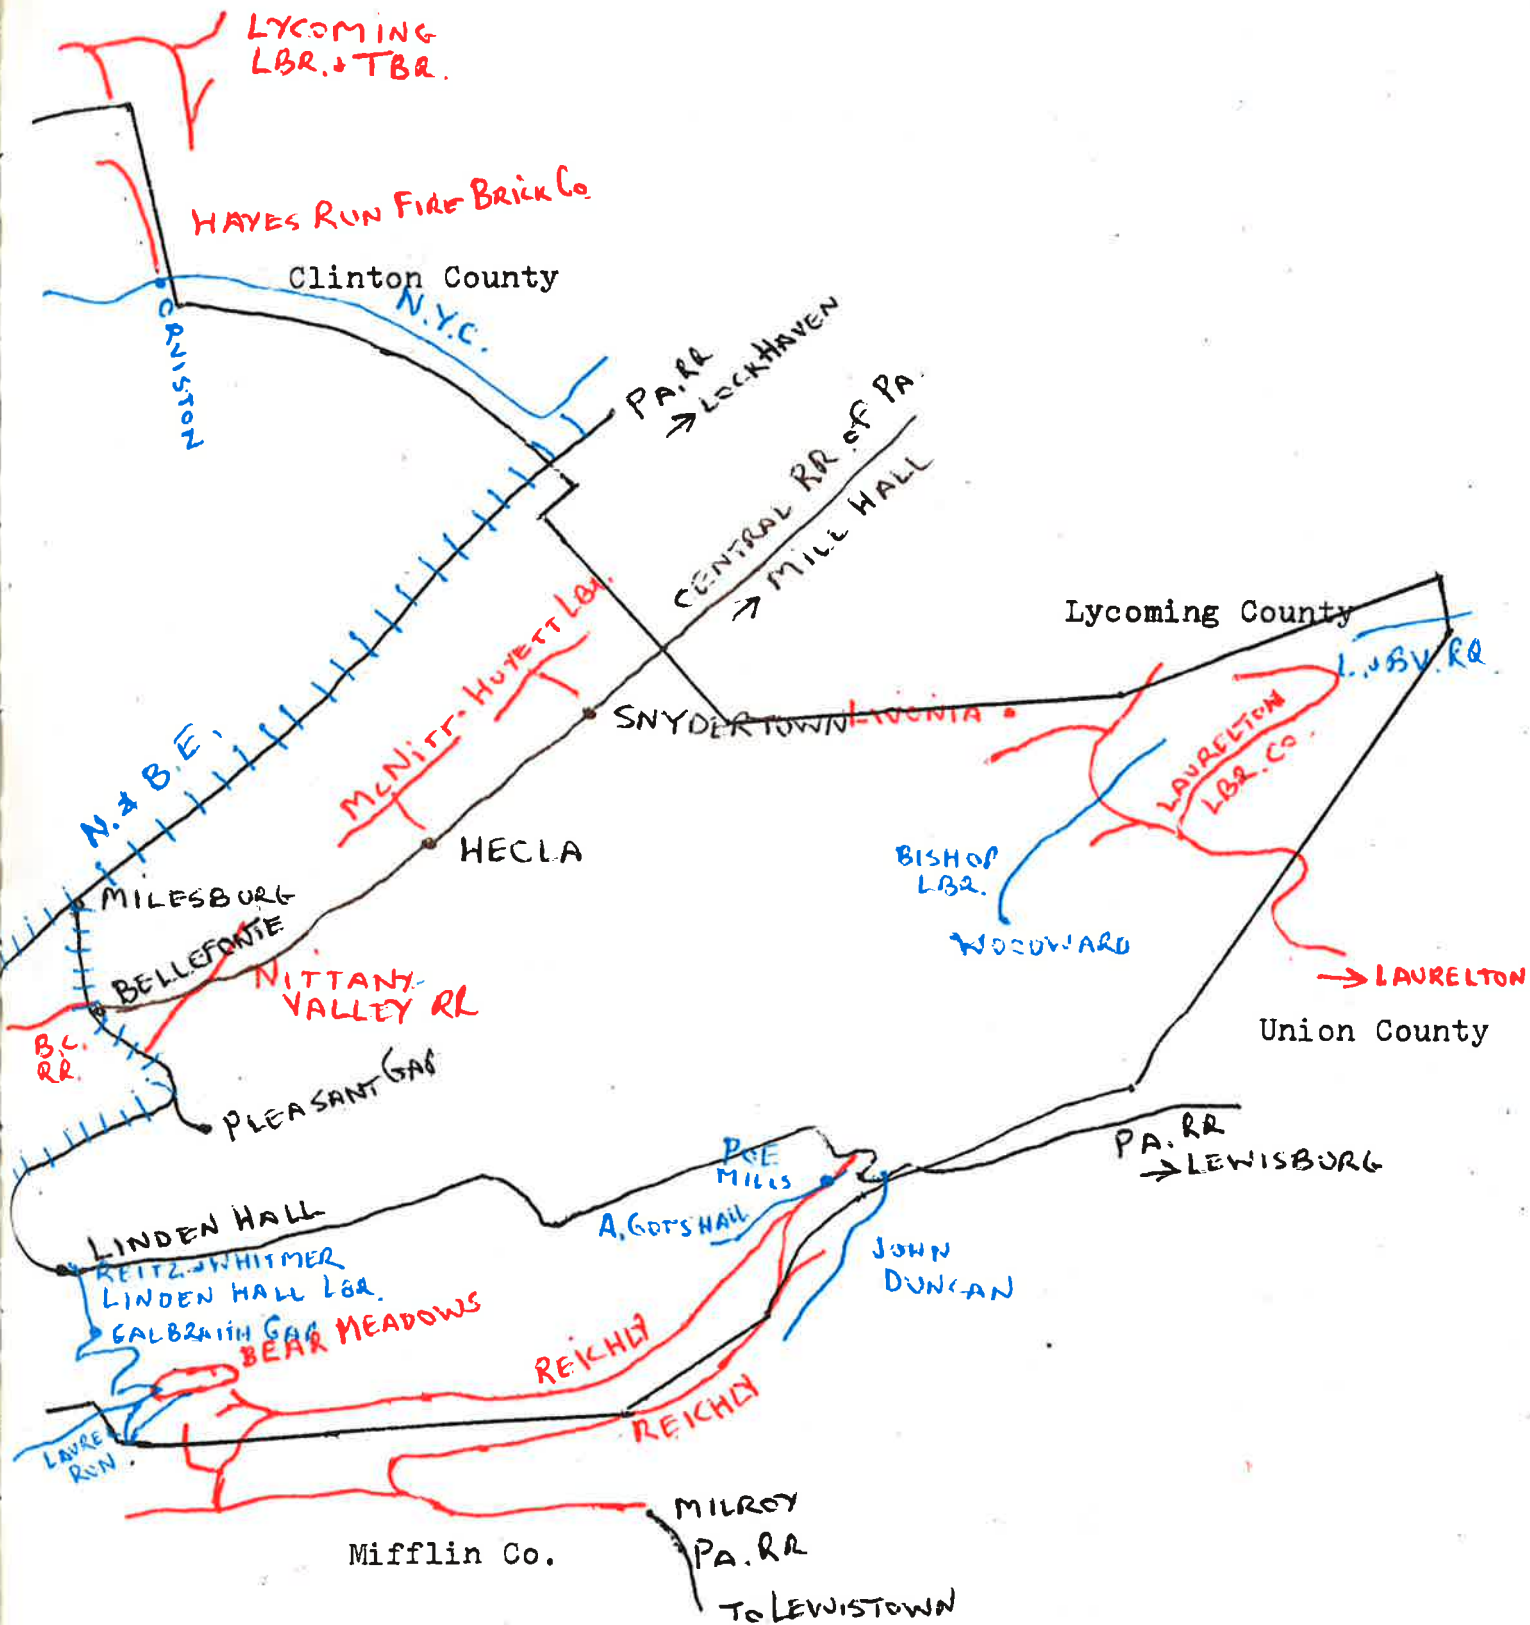 LYCOMING
LBR. & TBR.
HAYES RUN FIRE BRICK Co
Clinton County
N.Y.C.
ORVISTON
PA. RR
→ LOCKHAVEN
CENTRAL RR. of PA.
→ MILL HALL
McNITT-HUYETT LBR.
Lycoming County
L. & B.V. RR.
SNYDERTOWN
LIVONIA
LAURELTON
LBR. CO.
N. & B.E.
HECLA
BISHOP
LBR.
MILESBURG
WOODWARD
BELLEFONTE
NITTANY
VALLEY RR
→ LAURELTON
B.C.
RR.
Union County
PLEASANT GAP
PA. RR
→ LEWISBURG
POE
MILLS
A. GOTSHALL
LINDEN HALL
REITZ & WHITMER
LINDEN HALL LBR.
JOHN
DUNCAN
GALBRAITH GAP
BEAR MEADOWS
REICHLY
REICHLY
LAUREL
RUN.
MILROY
PA. RR
TO LEWISTOWN
Mifflin Co.